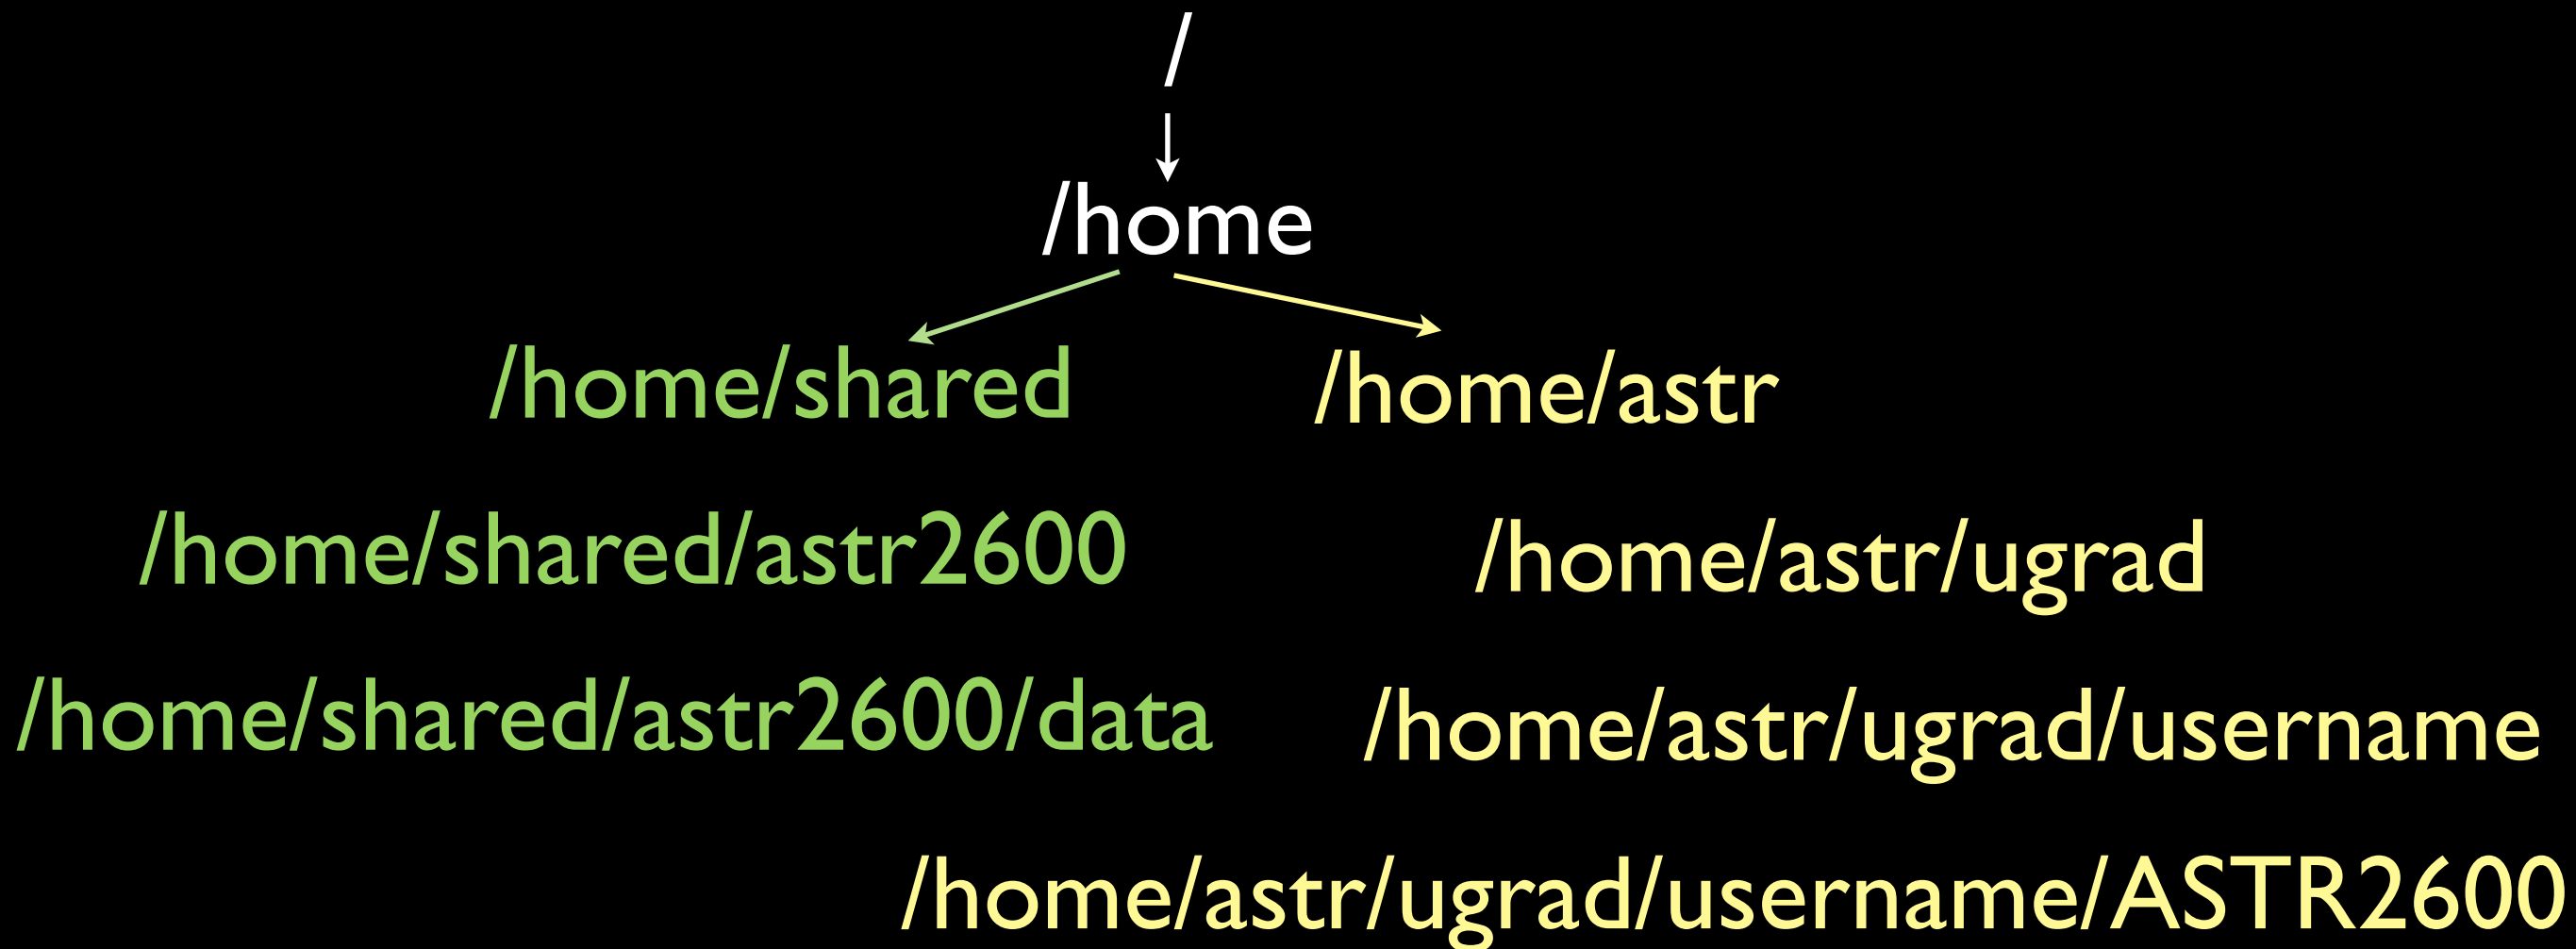 /
/home
/home/shared
/home/astr
/home/shared/astr2600
/home/astr/ugrad
/home/shared/astr2600/data
/home/astr/ugrad/username
/home/astr/ugrad/username/ASTR2600